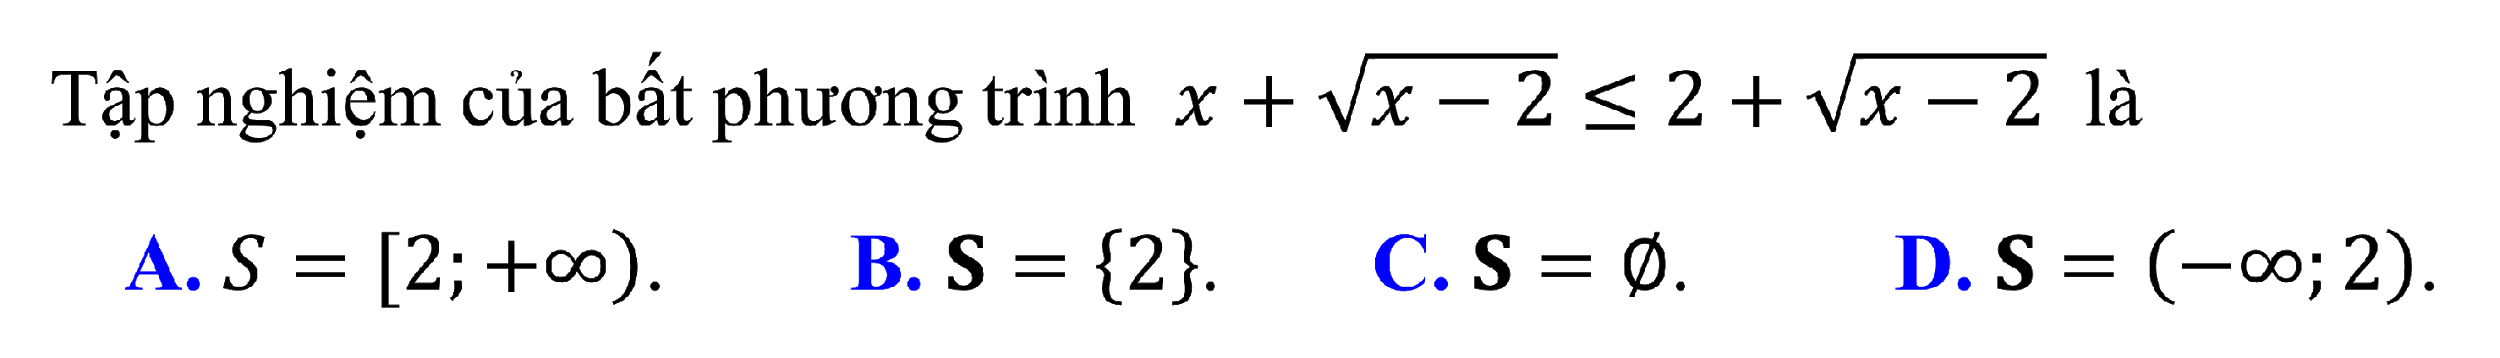 Tập nghiệm của bất phương trình x + √(x − 2) ≤ 2 + √(x − 2) là
A. S = [2; +∞). B. S = {2}. C. S = ∅. D. S = (−∞; 2).